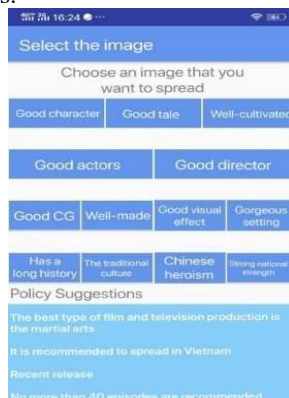 16:24
Select the image
Choose an image that you
want to spread
Good character Good tale Well-cultivated
Good actors Good director
Good CG Well-made Good visual effect Gorgeous setting
Has a long history The traditional culture Chinese heroism Strong national strength
Policy Suggestions
The best type of film and television production is
the martial arts
It is recommended to spread in Vietnam
Recent release
No more than 40 episodes are recommended